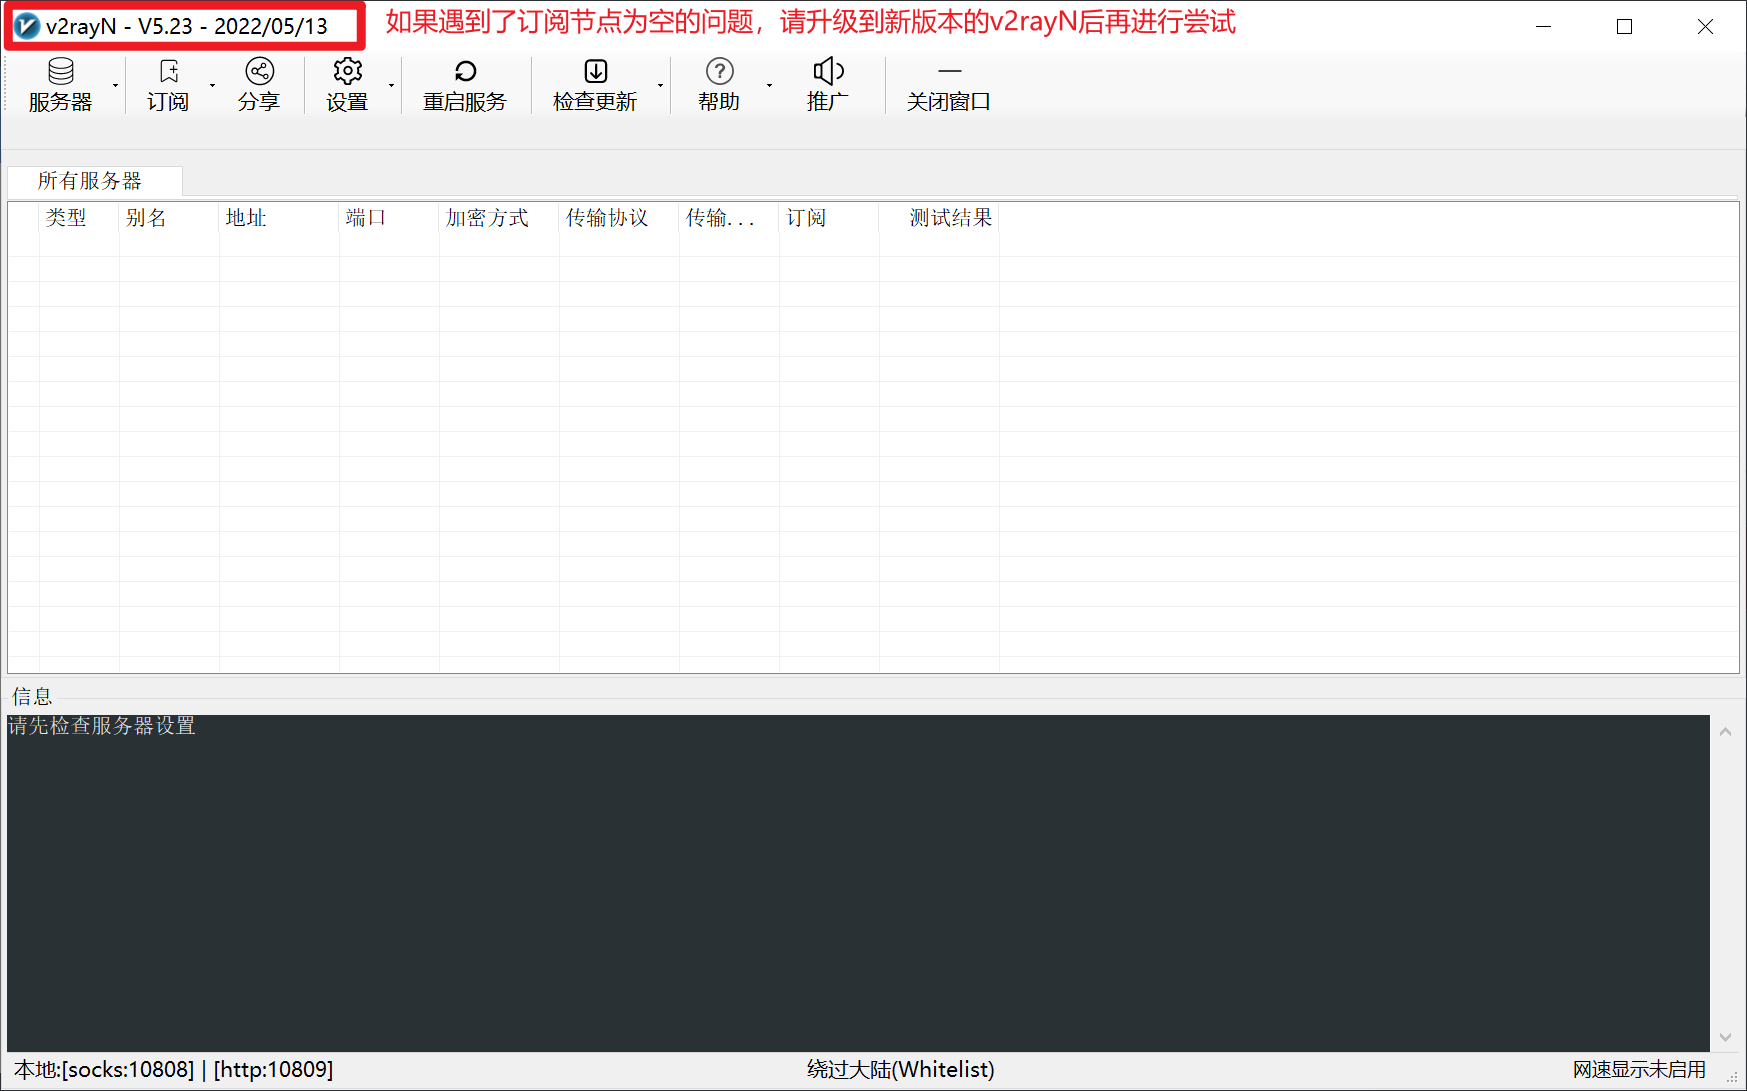 v2rayN - V5.23 - 2022/05/13
如果遇到了订阅节点为空的问题，请升级到新版本的v2rayN后再进行尝试
服务器 订阅 分享 设置 重启服务 检查更新 帮助 推广 关闭窗口
所有服务器
类型 别名 地址 端口 加密方式 传输协议 传输... 订阅 测试结果
信息
请先检查服务器设置
本地:[socks:10808] | [http:10809] 绕过大陆(Whitelist) 网速显示未启用